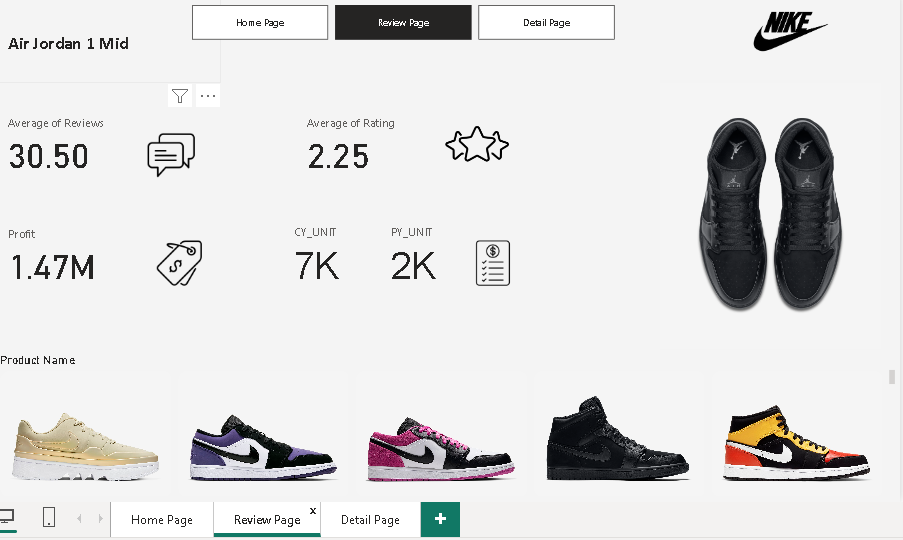 Home Page
Review Page
Detail Page
NIKE
Air Jordan 1 Mid
Average of Reviews
30.50
Average of Rating
2.25
Profit
1.47M
CY_UNIT
7K
PY_UNIT
2K
$
Product Name
Home Page
Review Page
x
Detail Page
+